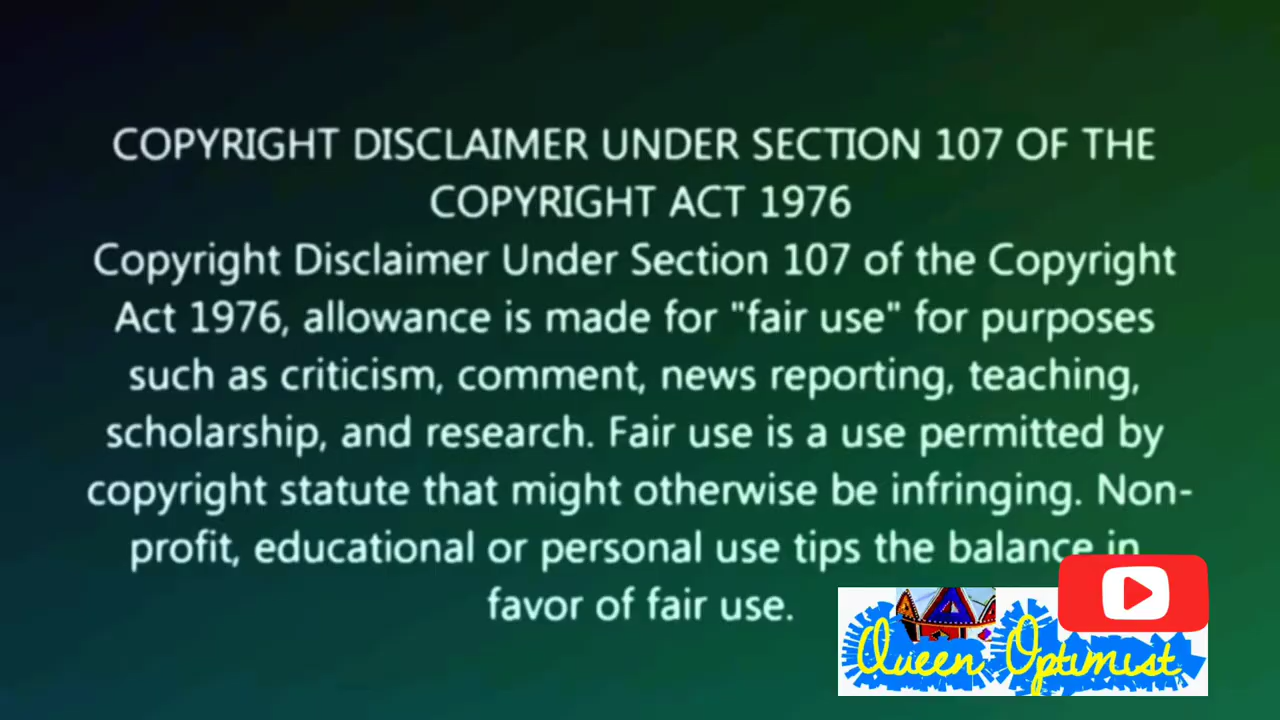 COPYRIGHT DISCLAIMER UNDER SECTION 107 OF THE
COPYRIGHT ACT 1976
Copyright Disclaimer Under Section 107 of the Copyright
Act 1976, allowance is made for "fair use" for purposes
such as criticism, comment, news reporting, teaching,
scholarship, and research. Fair use is a use permitted by
copyright statute that might otherwise be infringing. Non-
profit, educational or personal use tips the balance in
favor of fair use.
Queen Optimist